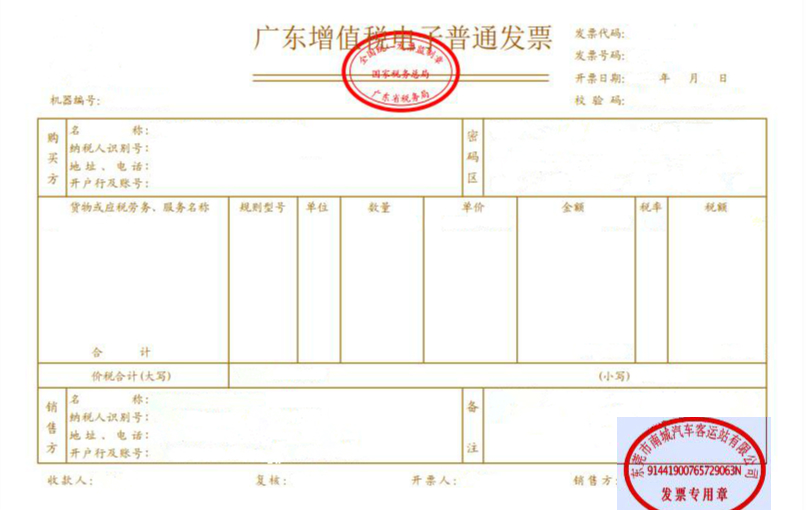 广东增值税电子普通发票
全国统一发票监制章
国家税务总局
广东省税务局
发票代码:
发票号码:
开票日期: 年 月 日
校验码:
机器编号:
购买方
名 称:
纳税人识别号:
地址、电话:
开户行及账号:
密码区
货物或应税劳务、服务名称 规则型号 单位 数量 单价 金额 税率 税额
合 计
价税合计(大写) (小写)
销售方
名 称:
纳税人识别号:
地址、电话:
开户行及账号:
备注
收款人: 复核: 开票人: 销售方:
东莞市南城汽车客运站有限公司
91441900765729063N
发票专用章